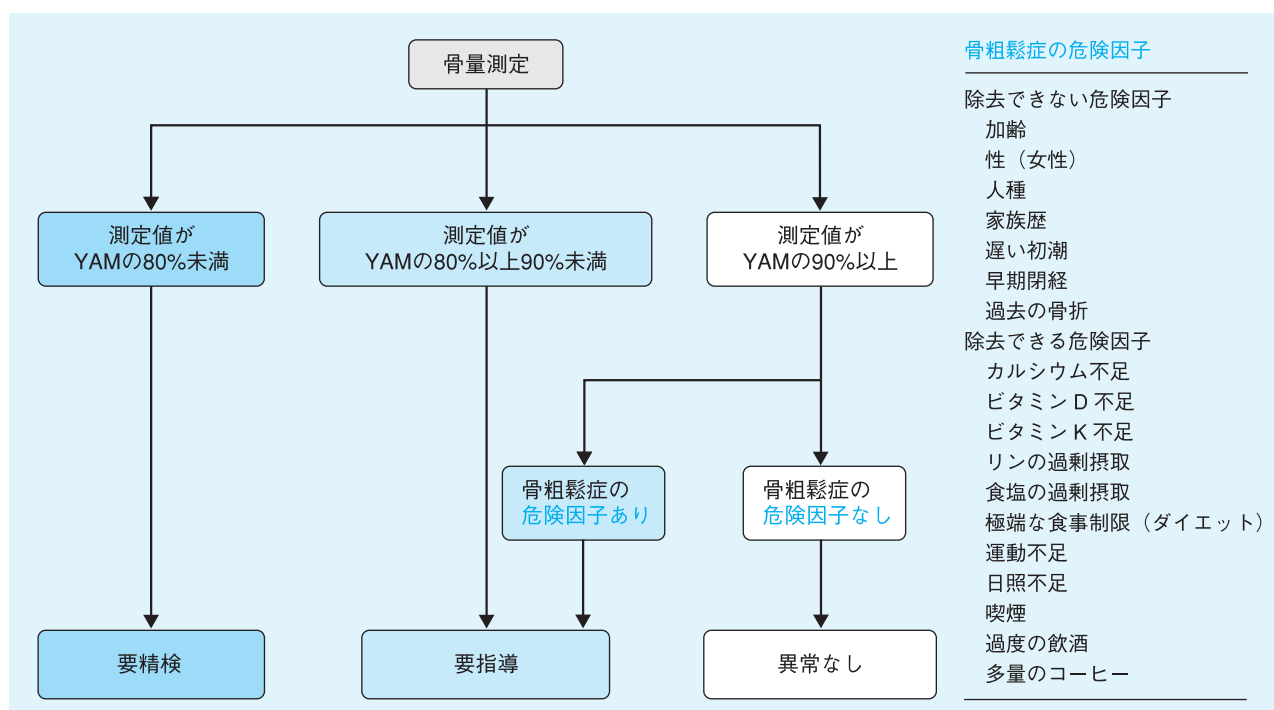 骨量測定
測定値が
YAMの80%未満
測定値が
YAMの80%以上90%未満
測定値が
YAMの90%以上
骨粗鬆症の
危険因子あり
骨粗鬆症の
危険因子なし
要精検
要指導
異常なし
骨粗鬆症の危険因子
除去できない危険因子
加齢
性（女性）
人種
家族歴
遅い初潮
早期閉経
過去の骨折
除去できる危険因子
カルシウム不足
ビタミン D 不足
ビタミン K 不足
リンの過剰摂取
食塩の過剰摂取
極端な食事制限（ダイエット）
運動不足
日照不足
喫煙
過度の飲酒
多量のコーヒー